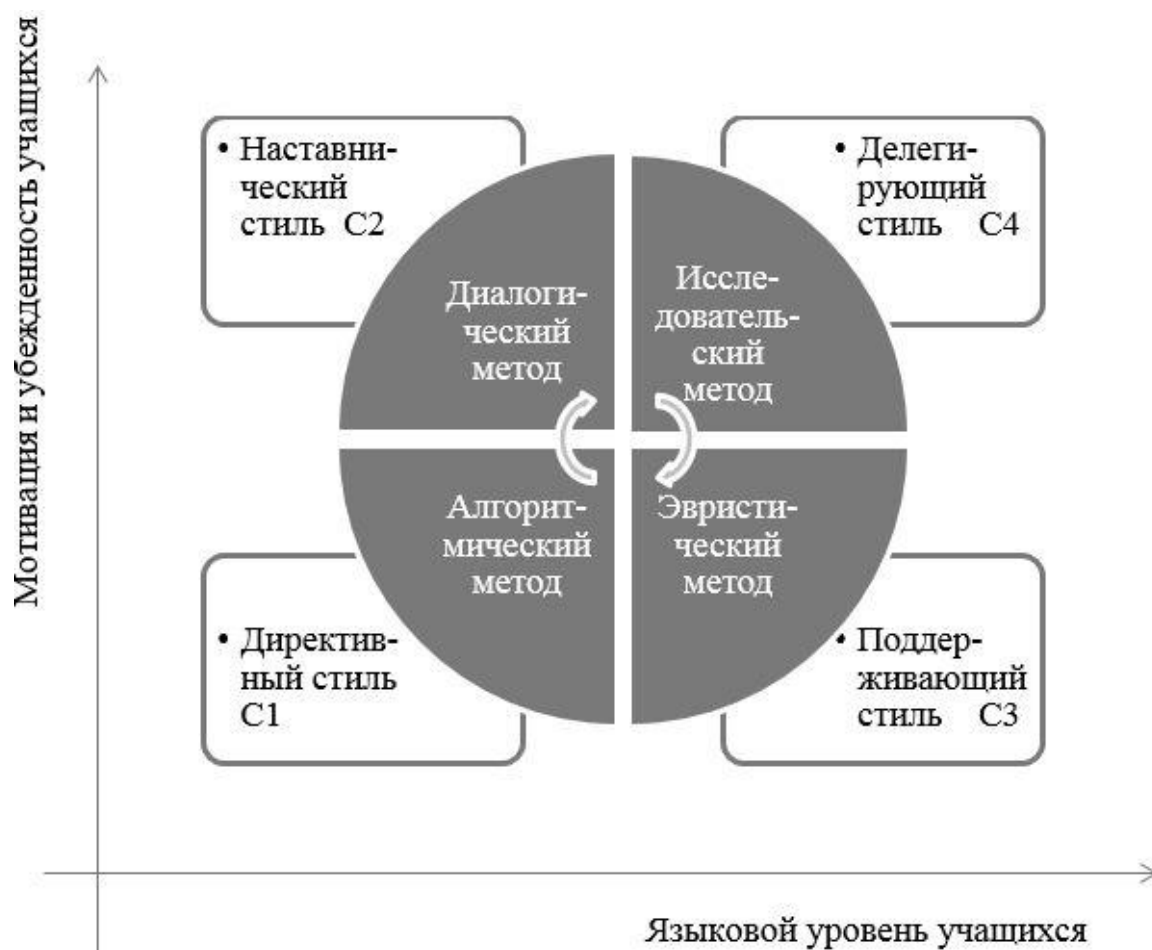 Мотивация и убежденность учащихся
• Наставни-
ческий
стиль С2
• Делеги-
рующий
стиль С4
Диалоги-
ческий
метод
Иссле-
дователь-
ский
метод
Алгорит-
мический
метод
Эвристи-
ческий
метод
• Директив-
ный стиль
С1
• Поддер-
живающий
стиль С3
Языковой уровень учащихся